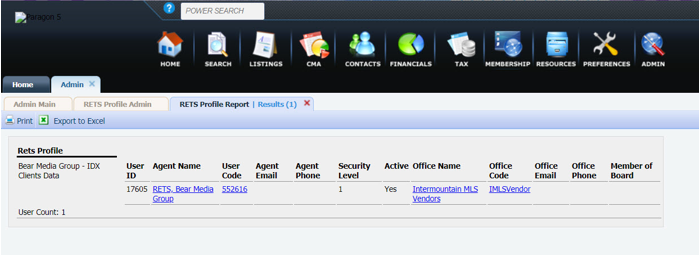 Paragon 5
? POWER SEARCH
HOME SEARCH LISTINGS CMA CONTACTS FINANCIALS TAX MEMBERSHIP RESOURCES PREFERENCES ADMIN
Home Admin X
Admin Main RETS Profile Admin RETS Profile Report | Results (1) X
Print Export to Excel
Rets Profile
Bear Media Group - IDX
Clients Data
User ID Agent Name User Code Agent Email Agent Phone Security Level Active Office Name Office Code Office Email Office Phone Member of Board
17605 RETS, Bear Media Group 552616 1 Yes Intermountain MLS Vendors IMLSVendor
User Count: 1